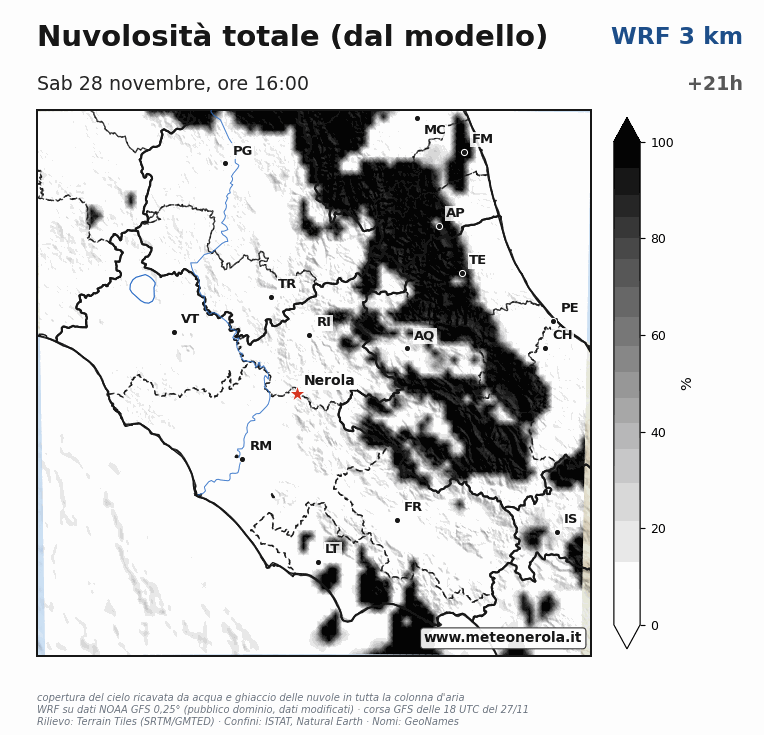 Nuvolosità totale (dal modello)
WRF 3 km
Sab 28 novembre, ore 16:00
+21h
MC
FM
PG
AP
TE
TR
PE
VT
RI
AQ
CH
Nerola
RM
FR
IS
LT
www.meteonerola.it
100
80
60
40
20
0
%
copertura del cielo ricavata da acqua e ghiaccio delle nuvole in tutta la colonna d'aria
WRF su dati NOAA GFS 0,25° (pubblico dominio, dati modificati) · corsa GFS delle 18 UTC del 27/11
Rilievo: Terrain Tiles (SRTM/GMTED) · Confini: ISTAT, Natural Earth · Nomi: GeoNames